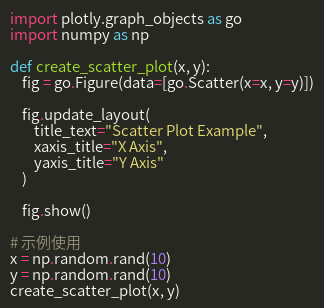 import plotly.graph_objects as go
import numpy as np

def create_scatter_plot(x, y):
    fig = go.Figure(data=[go.Scatter(x=x, y=y)])

    fig.update_layout(
        title_text="Scatter Plot Example",
        xaxis_title="X Axis",
        yaxis_title="Y Axis"
    )

    fig.show()

# 示例使用
x = np.random.rand(10)
y = np.random.rand(10)
create_scatter_plot(x, y)